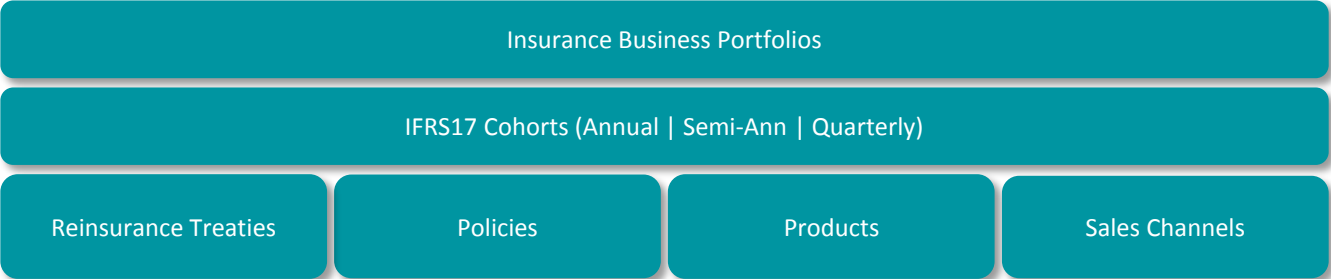 Insurance Business Portfolios
IFRS17 Cohorts (Annual | Semi-Ann | Quarterly)
Reinsurance Treaties
Policies
Products
Sales Channels